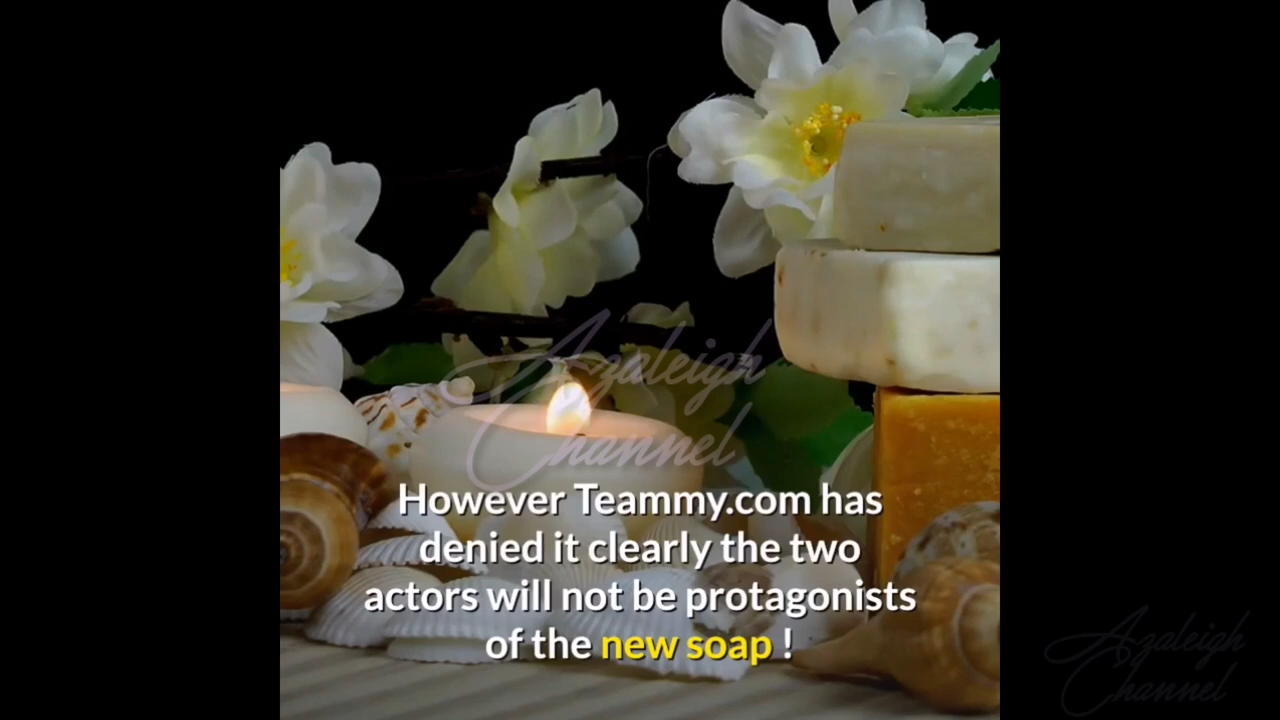 Azaleigh
Channel
However Teammy.com has
denied it clearly the two
actors will not be protagonists
of the new soap !
Azaleigh
Channel